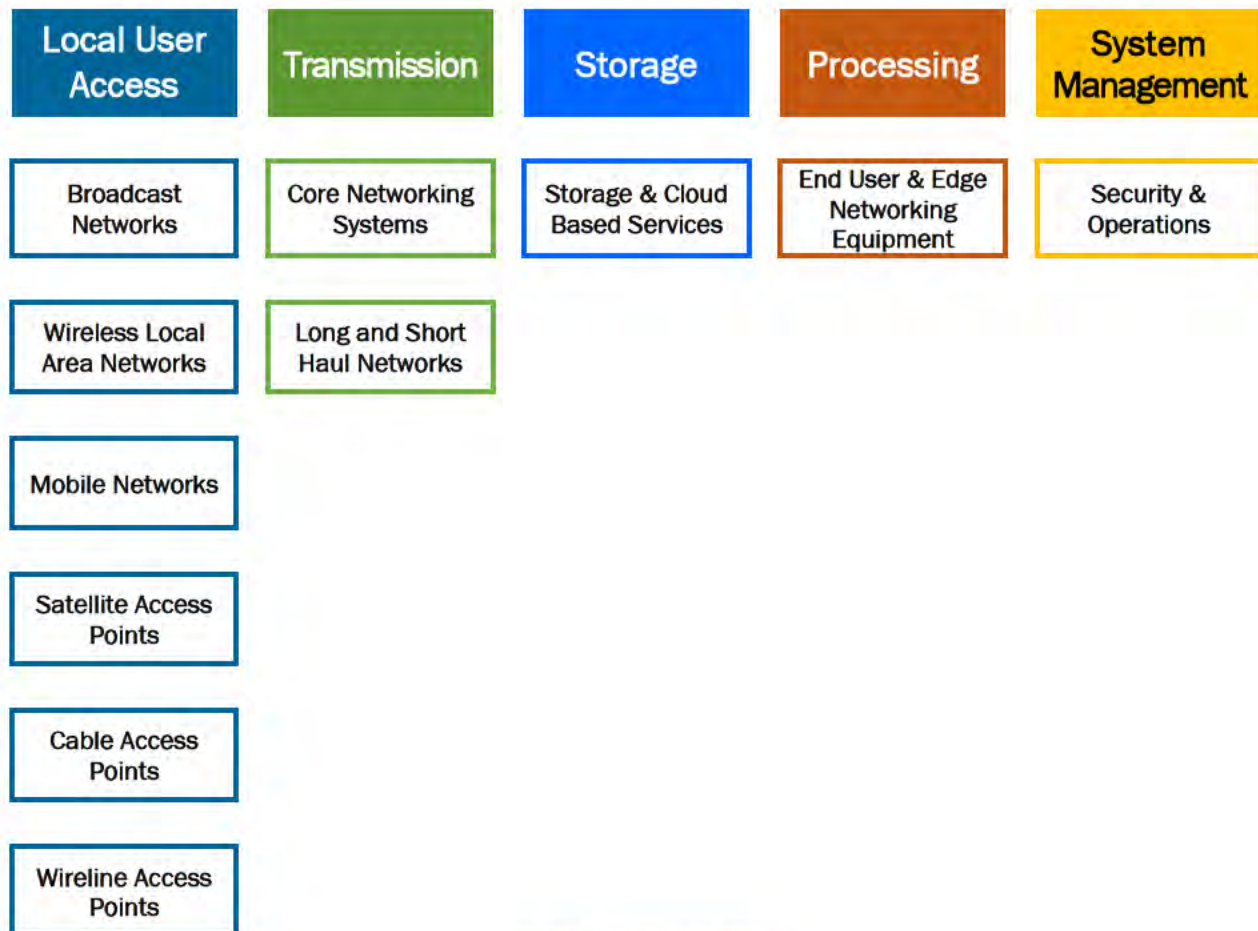 Local User
Access
Transmission
Storage
Processing
System
Management
Broadcast
Networks
Core Networking
Systems
Storage & Cloud
Based Services
End User & Edge
Networking
Equipment
Security &
Operations
Wireless Local
Area Networks
Long and Short
Haul Networks
Mobile Networks
Satellite Access
Points
Cable Access
Points
Wireline Access
Points